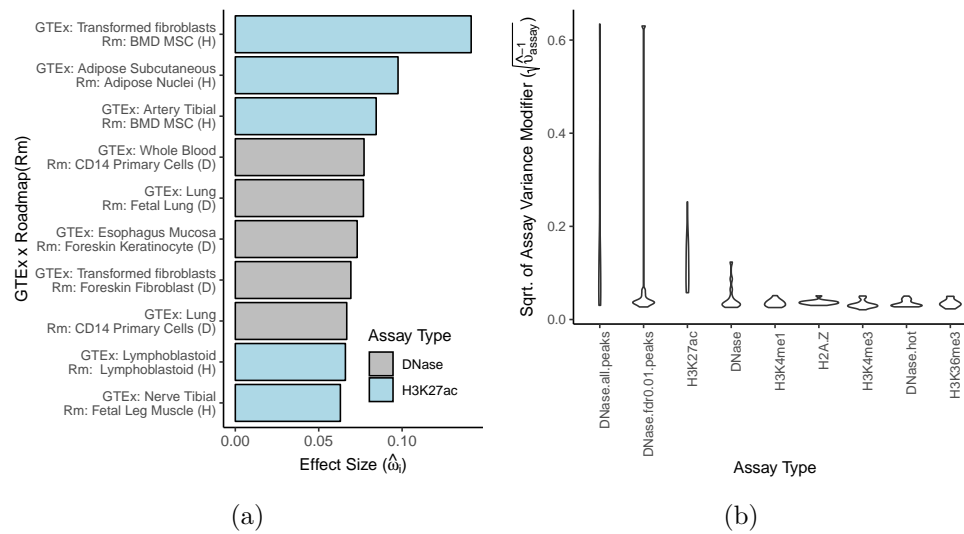 GTEx x Roadmap(Rm)
GTEx: Transformed fibroblasts
Rm: BMD MSC (H)
GTEx: Adipose Subcutaneous
Rm: Adipose Nuclei (H)
GTEx: Artery Tibial
Rm: BMD MSC (H)
GTEx: Whole Blood
Rm: CD14 Primary Cells (D)
GTEx: Lung
Rm: Fetal Lung (D)
GTEx: Esophagus Mucosa
Rm: Foreskin Keratinocyte (D)
GTEx: Transformed fibroblasts
Rm: Foreskin Fibroblast (D)
GTEx: Lung
Rm: CD14 Primary Cells (D)
GTEx: Lymphoblastoid
Rm: Lymphoblastoid (H)
GTEx: Nerve Tibial
Rm: Fetal Leg Muscle (H)
Assay Type
DNase
H3K27ac
0.00 0.05 0.10
Effect Size (ω̂ᵢ)
(a)
Sqrt. of Assay Variance Modifier (√υ̂⁻¹assay)
0.6
0.4
0.2
0.0
DNase.all.peaks
DNase.fdr0.01.peaks
H3K27ac
DNase
H3K4me1
H2A.Z
H3K4me3
DNase.hot
H3K36me3
Assay Type
(b)